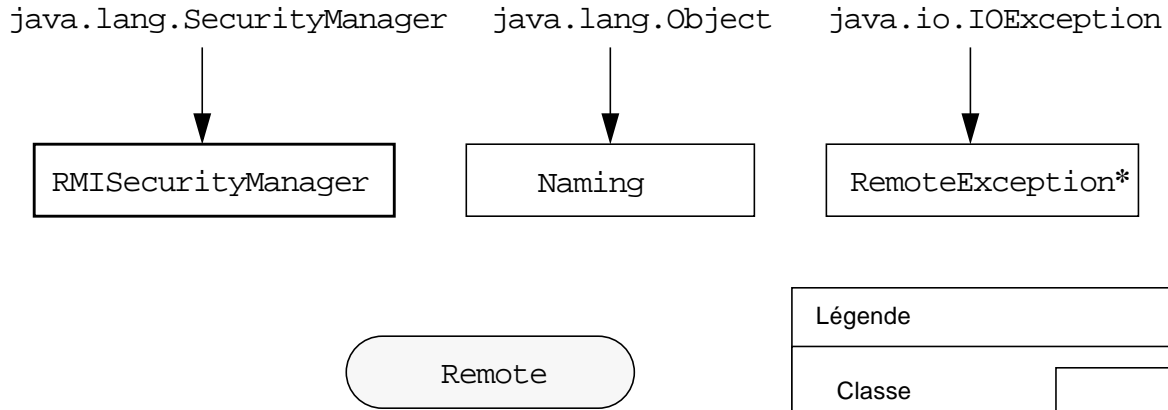 java.lang.SecurityManager java.lang.Object java.io.IOException
RMISecurityManager Naming RemoteException*
Légende
Remote
Classe